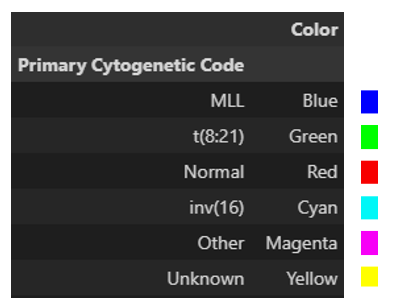 Color
Primary Cytogenetic Code
MLL Blue
t(8:21) Green
Normal Red
inv(16) Cyan
Other Magenta
Unknown Yellow